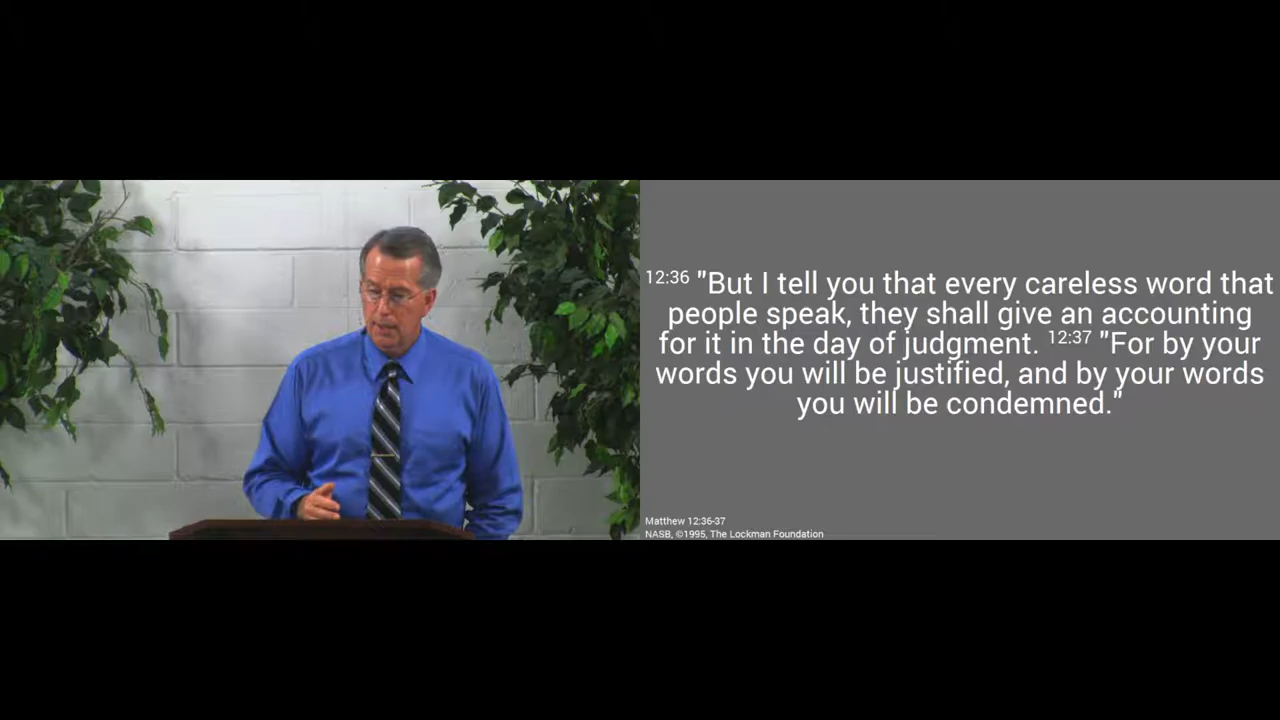 12:36 "But I tell you that every careless word that
people speak, they shall give an accounting
for it in the day of judgment. 12:37 "For by your
words you will be justified, and by your words
you will be condemned."
Matthew 12:36-37
NASB, ©1995, The Lockman Foundation